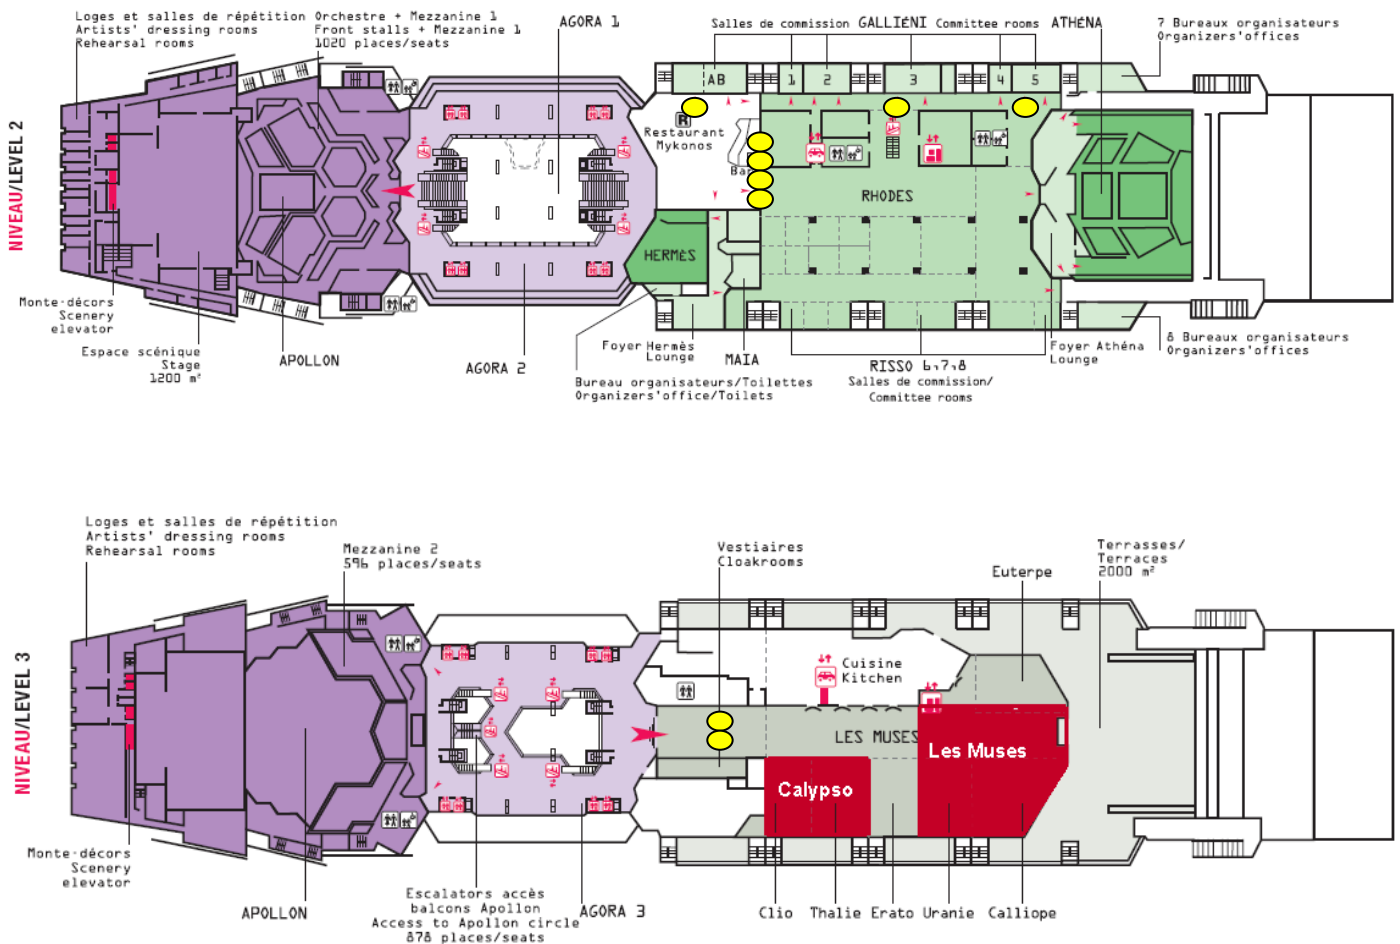 Loges et salles de répétition
Artists' dressing rooms
Rehearsal rooms
Orchestre + Mezzanine 1
Front stalls + Mezzanine 1
1020 places/seats
AGORA 1
Salles de commission GALLIÉNI Committee rooms
ATHÉNA
7 Bureaux organisateurs
Organizers'offices
AB
1
2
3
4
5
NIVEAU/LEVEL 2
R
Restaurant
Mykonos
Bar
RHODES
HERMÈS
Monte-décors
Scenery
elevator
Espace scénique
Stage
1200 m²
APOLLON
AGORA 2
Foyer Hermès
Lounge
MAIA
Bureau organisateurs/Toilettes
Organizers'office/Toilets
RISSO 6,7,8
Salles de commission/
Committee rooms
Foyer Athéna
Lounge
8 Bureaux organisateurs
Organizers'offices
Loges et salles de répétition
Artists' dressing rooms
Rehearsal rooms
Mezzanine 2
596 places/seats
Vestiaires
Cloakrooms
Euterpe
Terrasses/
Terraces
2000 m²
NIVEAU/LEVEL 3
Cuisine
Kitchen
LES MUSES
Les Muses
Calypso
Monte-décors
Scenery
elevator
APOLLON
Escalators accès
balcons Apollon
Access to Apollon circle
878 places/seats
AGORA 3
Clio
Thalie
Erato
Uranie
Calliope